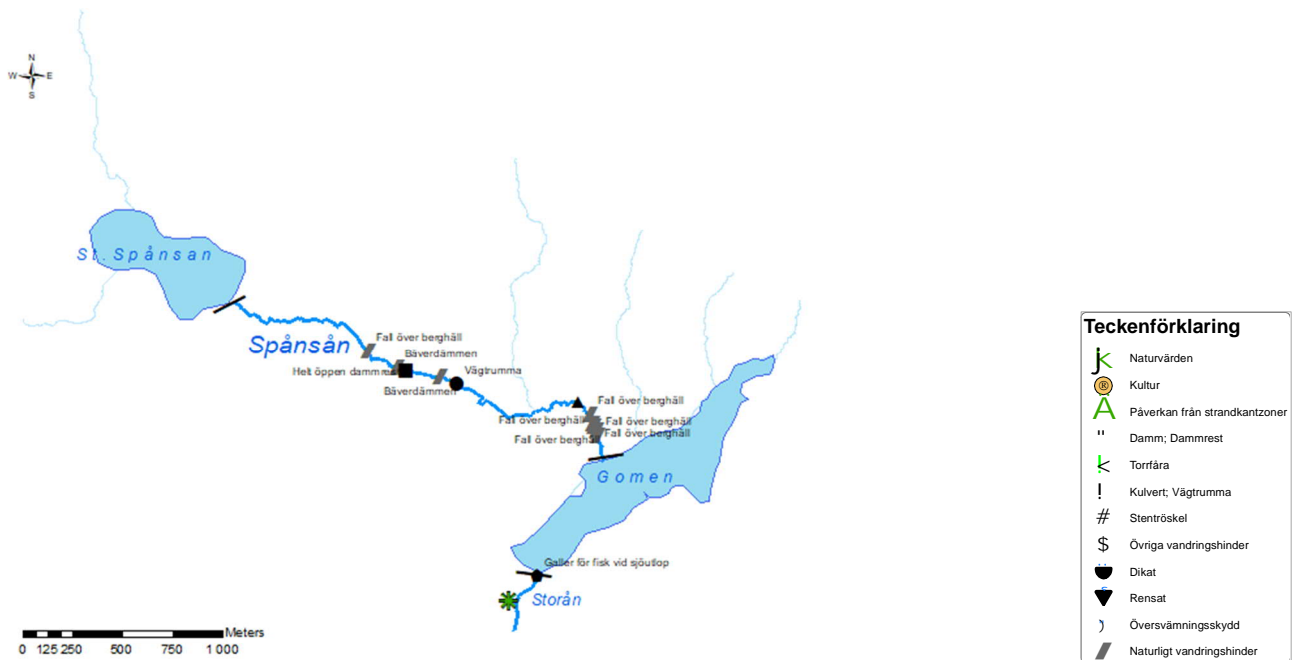 N
W E
S
St. Spånsan
Spånsån
Fall över berghäll
Bäverdämmen
Helt öppen dammre
Bäverdämmen
Vägtrumma
Fall över berghäll
Fall över berghäll
Fall över berghäll
Fall över berghäll
Fall över berghäll
Gomen
Galler för fisk vid sjöutlop
Storån
Meters
0 125 250 500 750 1 000
Teckenförklaring
Naturvärden
® Kultur
A Påverkan från strandkantzoner
" Damm; Dammrest
Torrfåra
! Kulvert; Vägtrumma
# Stentröskel
$ Övriga vandringshinder
Dikat
Rensat
Översvämningsskydd
Naturligt vandringshinder